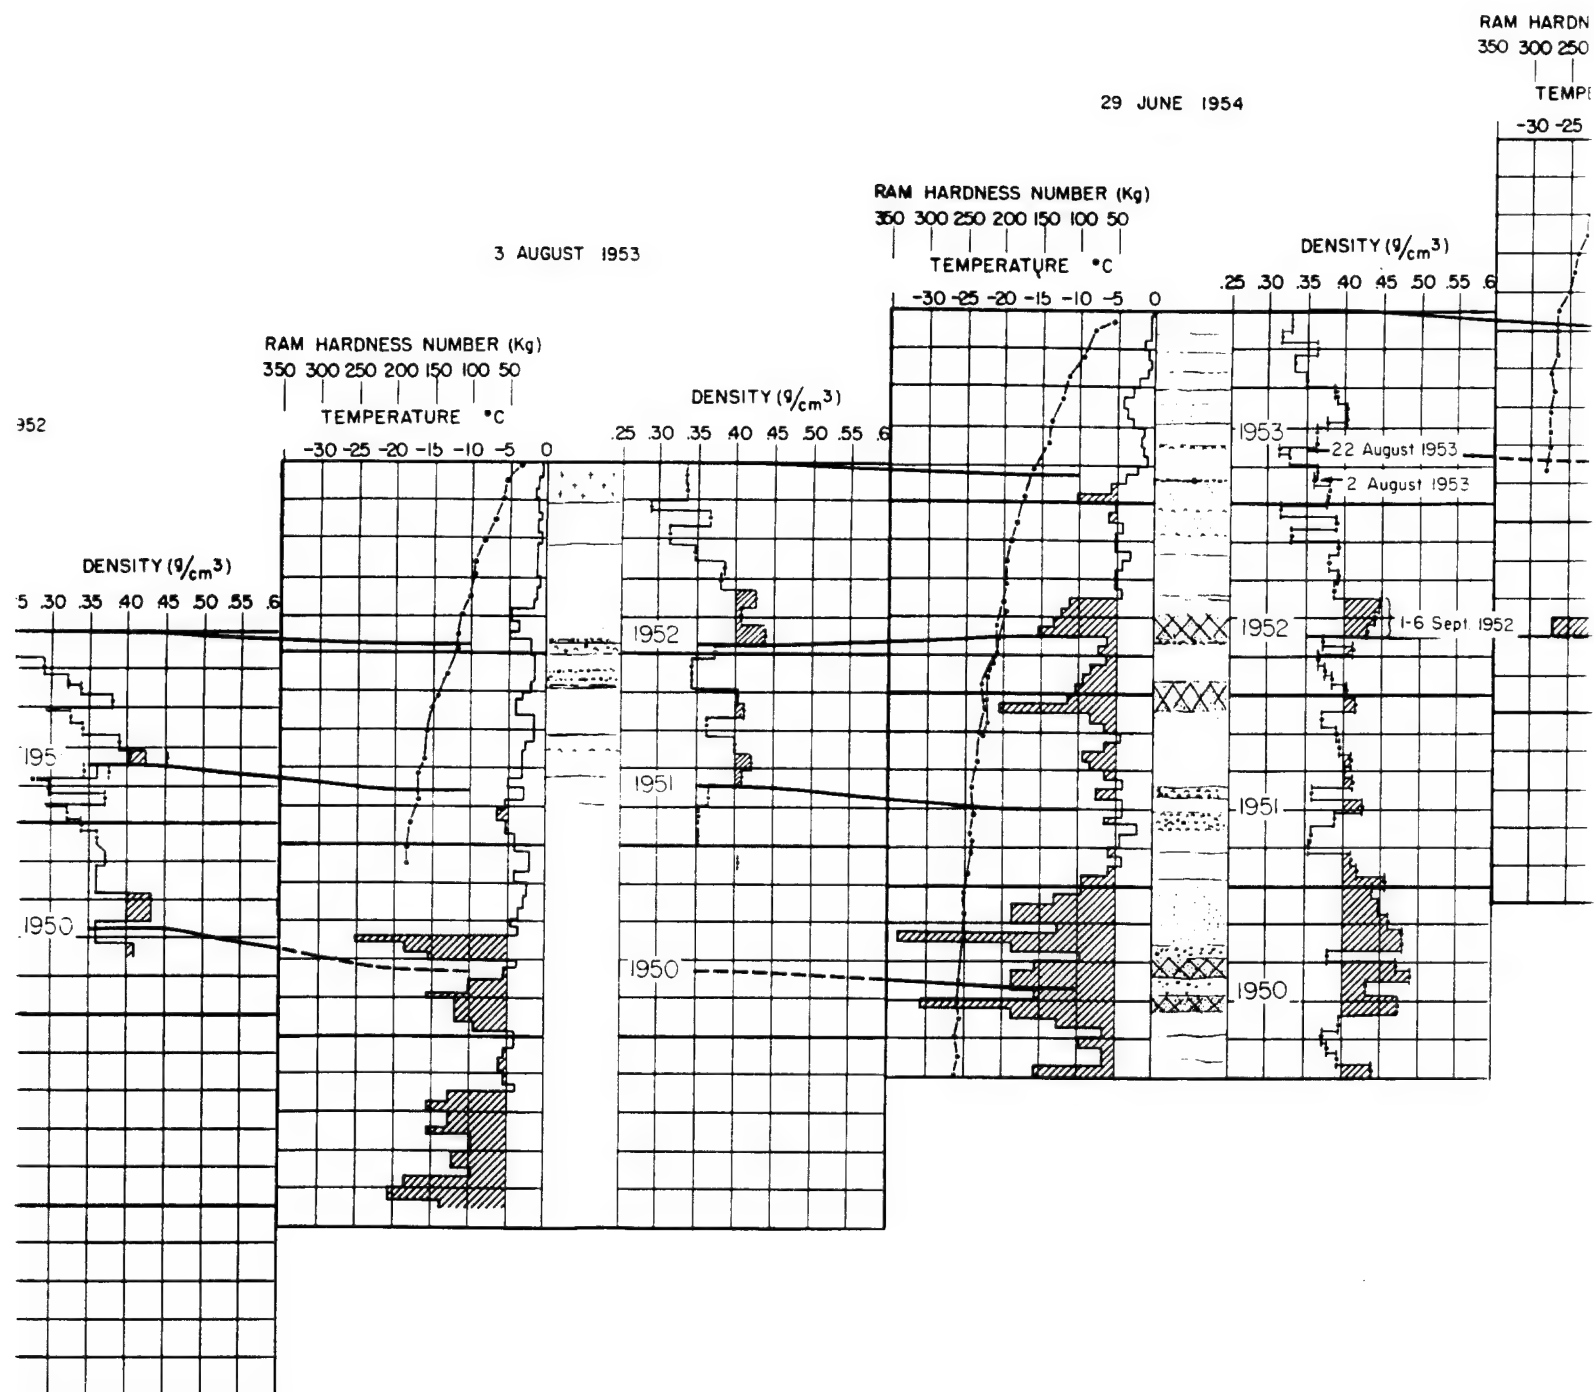 RAM HARDN
350 300 250
TEMPE
-30 -25
29 JUNE 1954
RAM HARDNESS NUMBER (Kg)
350 300 250 200 150 100 50
TEMPERATURE °C
-30 -25 -20 -15 -10 -5 0
DENSITY (g/cm³)
.25 .30 .35 .40 .45 .50 .55 .6
1953
22 August 1953
2 August 1953
1952
1-6 Sept. 1952
1951
1950
3 AUGUST 1953
RAM HARDNESS NUMBER (Kg)
350 300 250 200 150 100 50
TEMPERATURE °C
-30 -25 -20 -15 -10 -5 0
DENSITY (g/cm³)
.25 .30 .35 .40 .45 .50 .55 .6
1952
1951
1950
952
DENSITY (g/cm³)
5 .30 .35 .40 .45 .50 .55 .6
195
1950